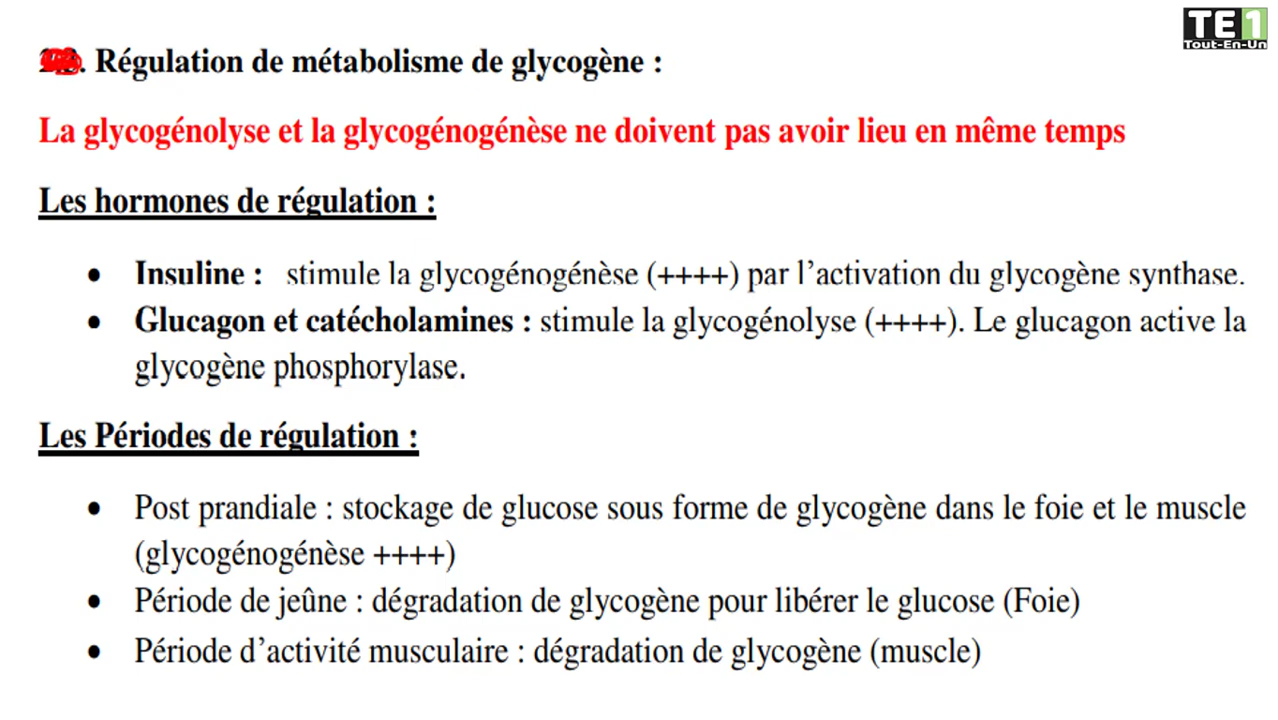 TE1
Tout-En-Un
. Régulation de métabolisme de glycogène :
La glycogénolyse et la glycogénogénèse ne doivent pas avoir lieu en même temps
Les hormones de régulation :
• Insuline : stimule la glycogénogénèse (++++) par l’activation du glycogène synthase.
• Glucagon et catécholamines : stimule la glycogénolyse (++++). Le glucagon active la
glycogène phosphorylase.
Les Périodes de régulation :
• Post prandiale : stockage de glucose sous forme de glycogène dans le foie et le muscle
(glycogénogénèse ++++)
• Période de jeûne : dégradation de glycogène pour libérer le glucose (Foie)
• Période d’activité musculaire : dégradation de glycogène (muscle)